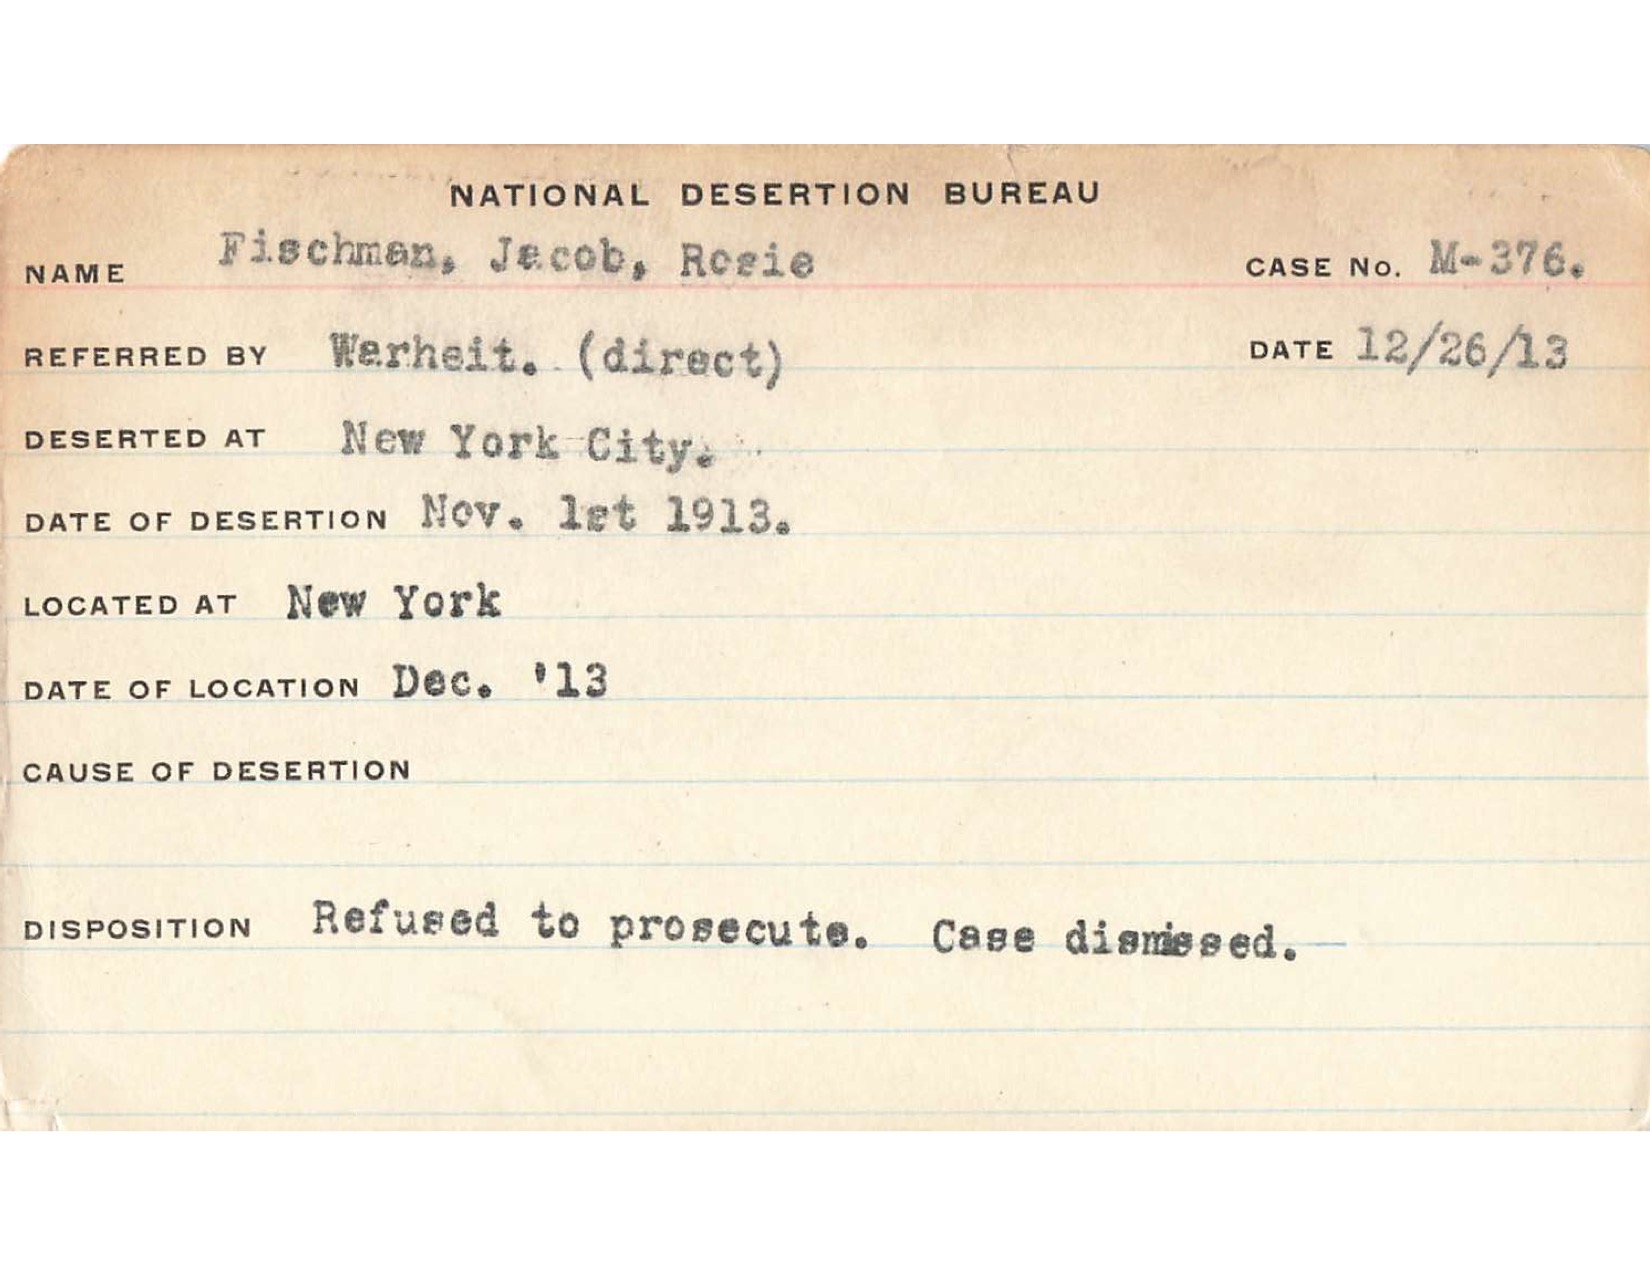 NATIONAL DESERTION BUREAU
NAME Fischman, Jacob, Rosie CASE No. M-376.
REFERRED BY Warheit. (direct) DATE 12/26/13
DESERTED AT New York City.
DATE OF DESERTION Nov. 1st 1913.
LOCATED AT New York
DATE OF LOCATION Dec. '13
CAUSE OF DESERTION
DISPOSITION Refused to prosecute. Case dismissed.